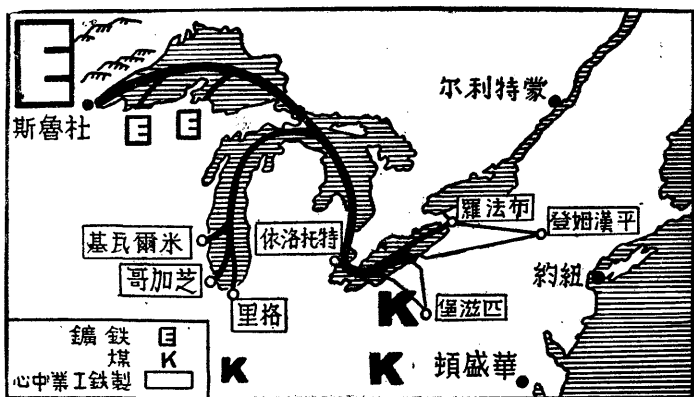 E
蒙特利尔
杜魯斯
E
E
布法羅
平漢姆登
米爾瓦基
特托洛依
芝加哥
格里
紐約
K
匹滋堡
鉄鑛 E
煤 K
製鉄工業中心
K
K
華盛頓